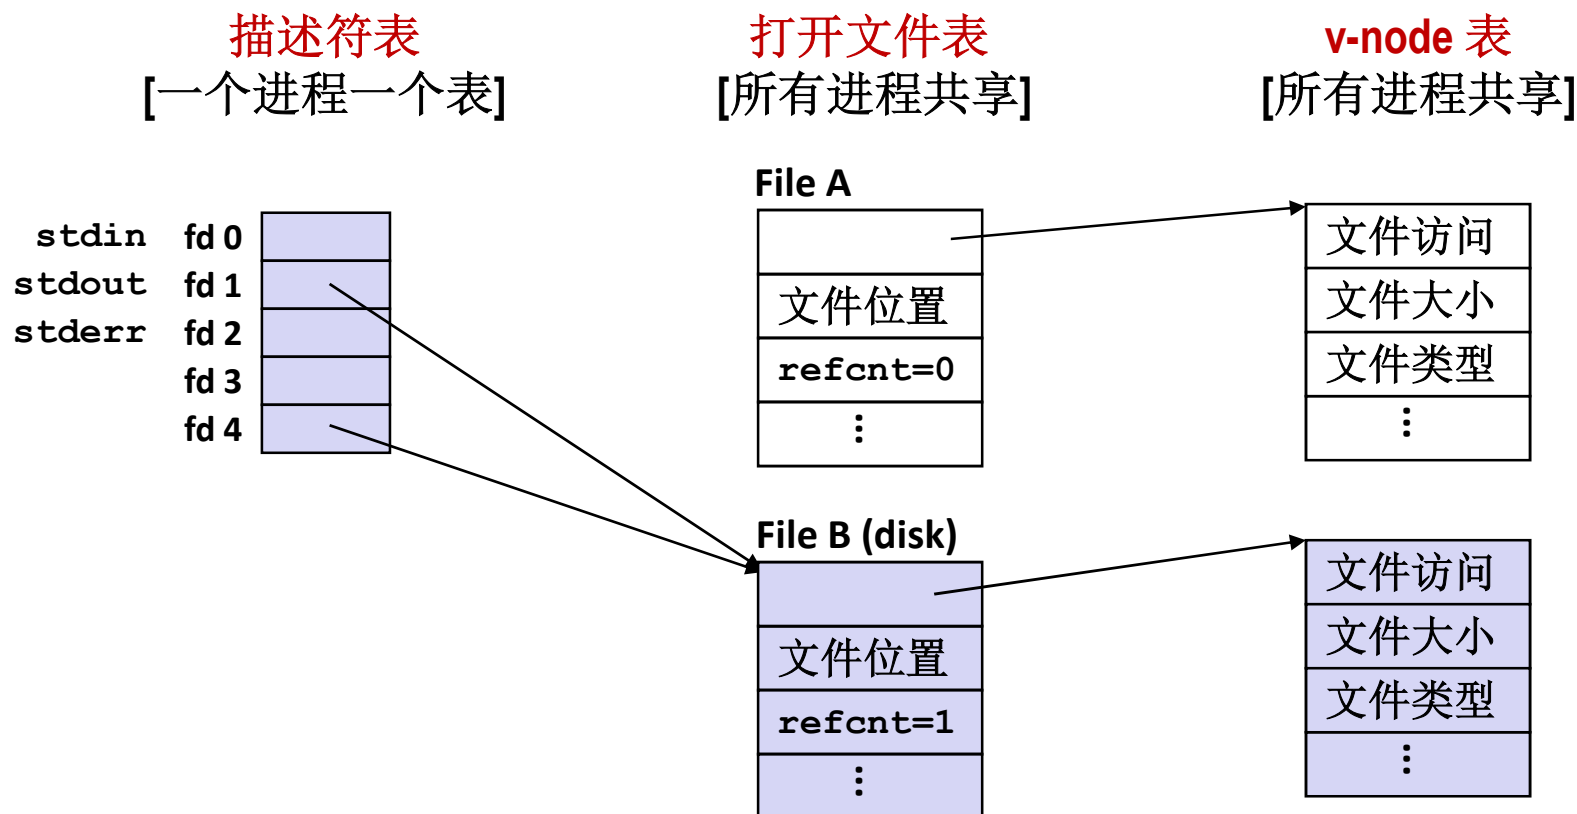 描述符表
[一个进程一个表]
打开文件表
[所有进程共享]
v-node 表
[所有进程共享]
stdin fd 0
stdout fd 1
stderr fd 2
fd 3
fd 4
File A
文件位置
refcnt=0
⋮
文件访问
文件大小
文件类型
⋮
File B (disk)
文件位置
refcnt=1
⋮
文件访问
文件大小
文件类型
⋮